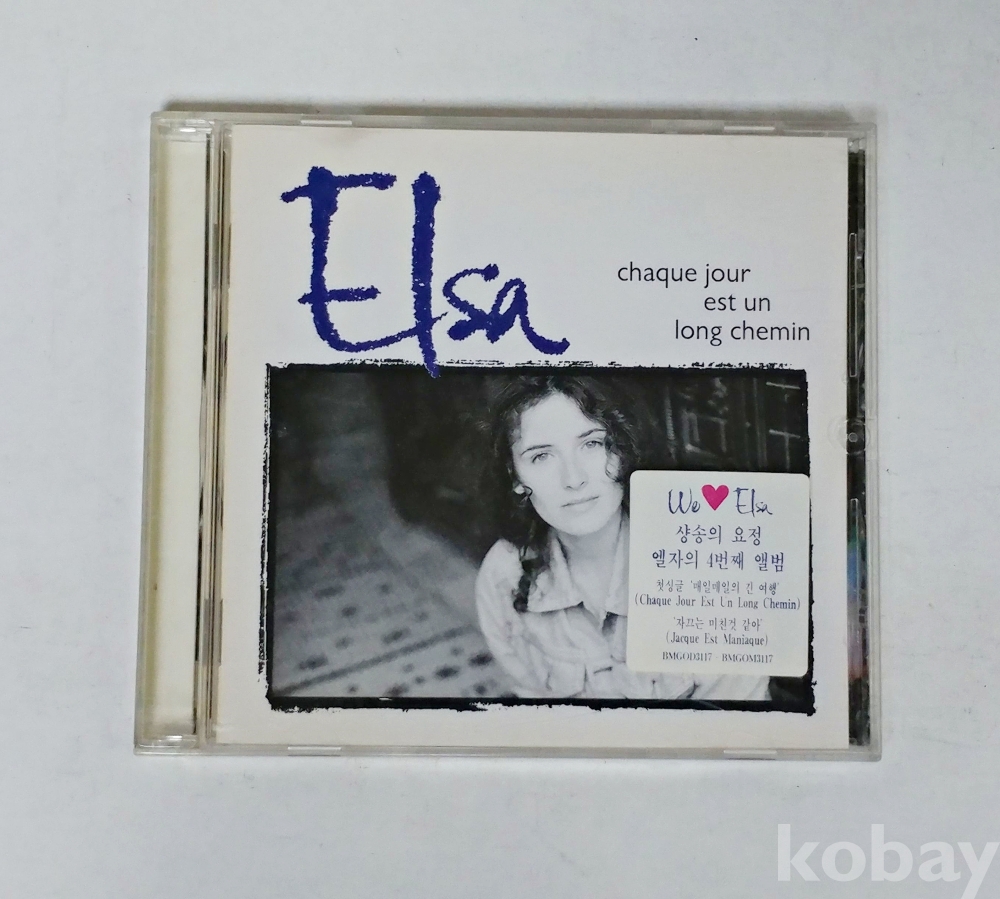 Elsa
chaque jour
est un
long chemin
We ♥ Elsa
샹송의 요정
엘자의 4번째 앨범
첫싱글 '매일매일의 긴 여행'
(Chaque Jour Est Un Long Chemin)
'자끄는 미친것 같아'
(Jacque Est Maniaque)
BMGOD3117 BMGOM3117
kobay